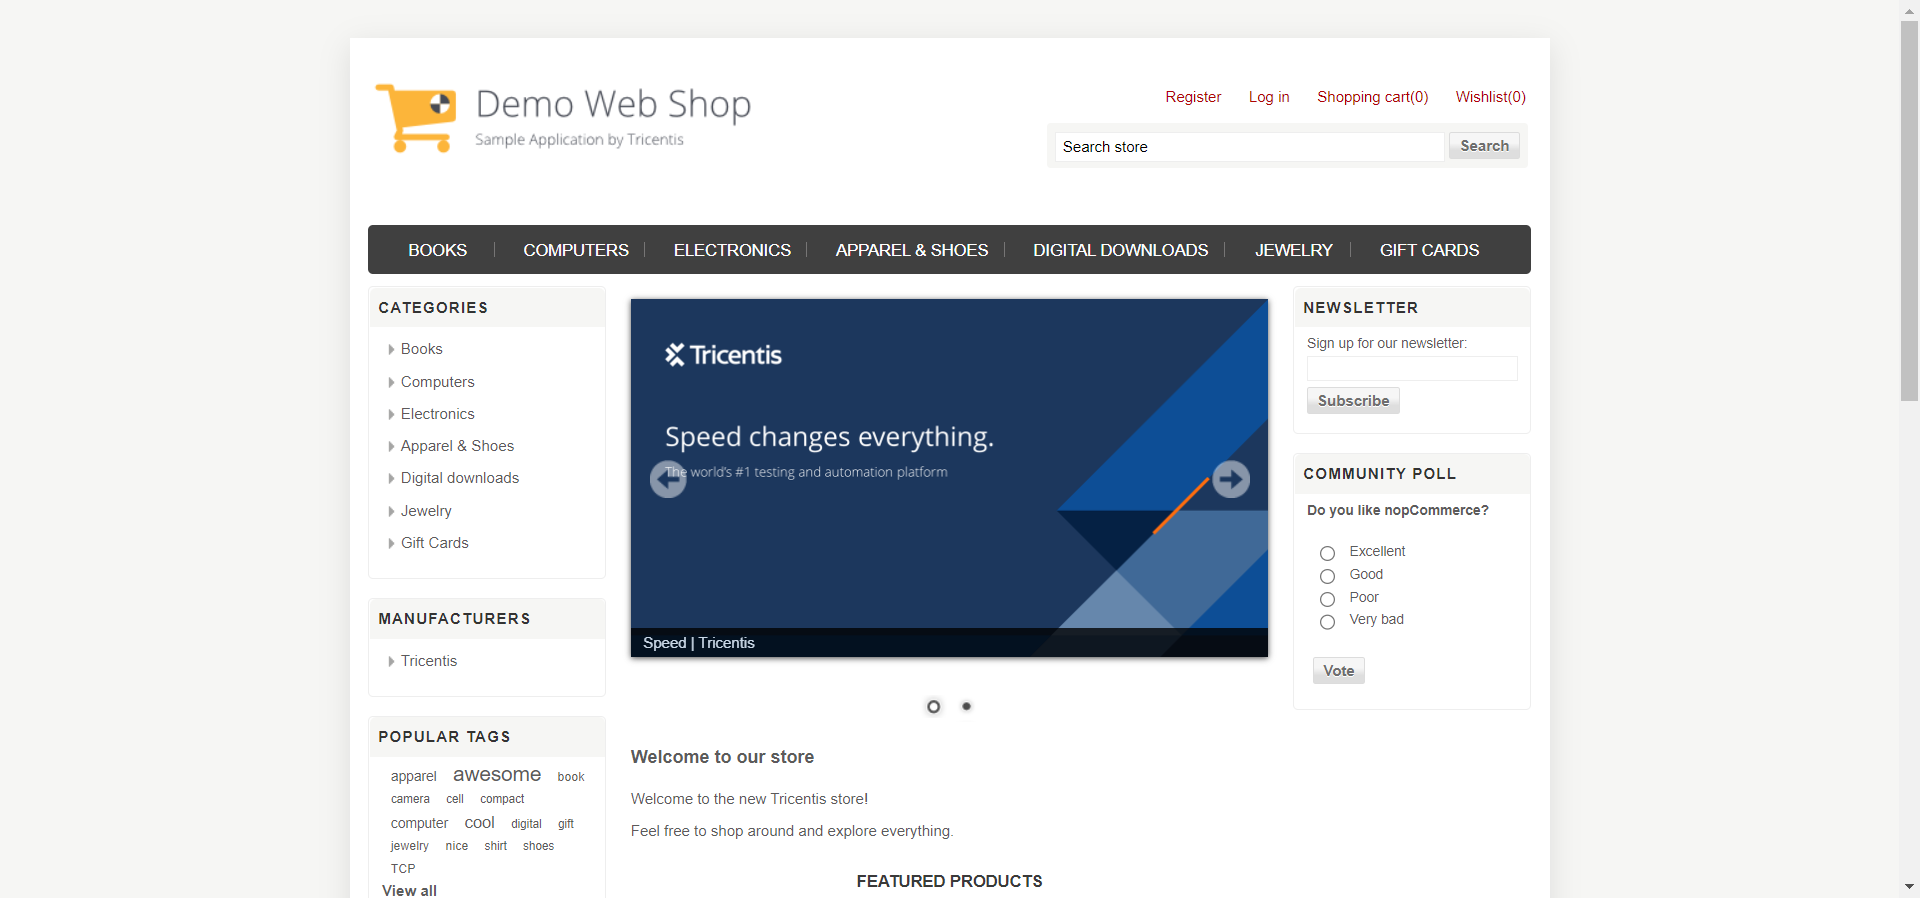 Demo Web Shop
Sample Application by Tricentis
Register Log in Shopping cart(0) Wishlist(0)
Search store Search
BOOKS COMPUTERS ELECTRONICS APPAREL & SHOES DIGITAL DOWNLOADS JEWELRY GIFT CARDS
CATEGORIES
Books
Computers
Electronics
Apparel & Shoes
Digital downloads
Jewelry
Gift Cards
MANUFACTURERS
Tricentis
POPULAR TAGS
apparel awesome book
camera cell compact
computer cool digital gift
jewelry nice shirt shoes
TCP
View all
Tricentis
Speed changes everything.
The world's #1 testing and automation platform
Speed | Tricentis
Welcome to our store
Welcome to the new Tricentis store!
Feel free to shop around and explore everything.
FEATURED PRODUCTS
NEWSLETTER
Sign up for our newsletter:
Subscribe
COMMUNITY POLL
Do you like nopCommerce?
Excellent
Good
Poor
Very bad
Vote